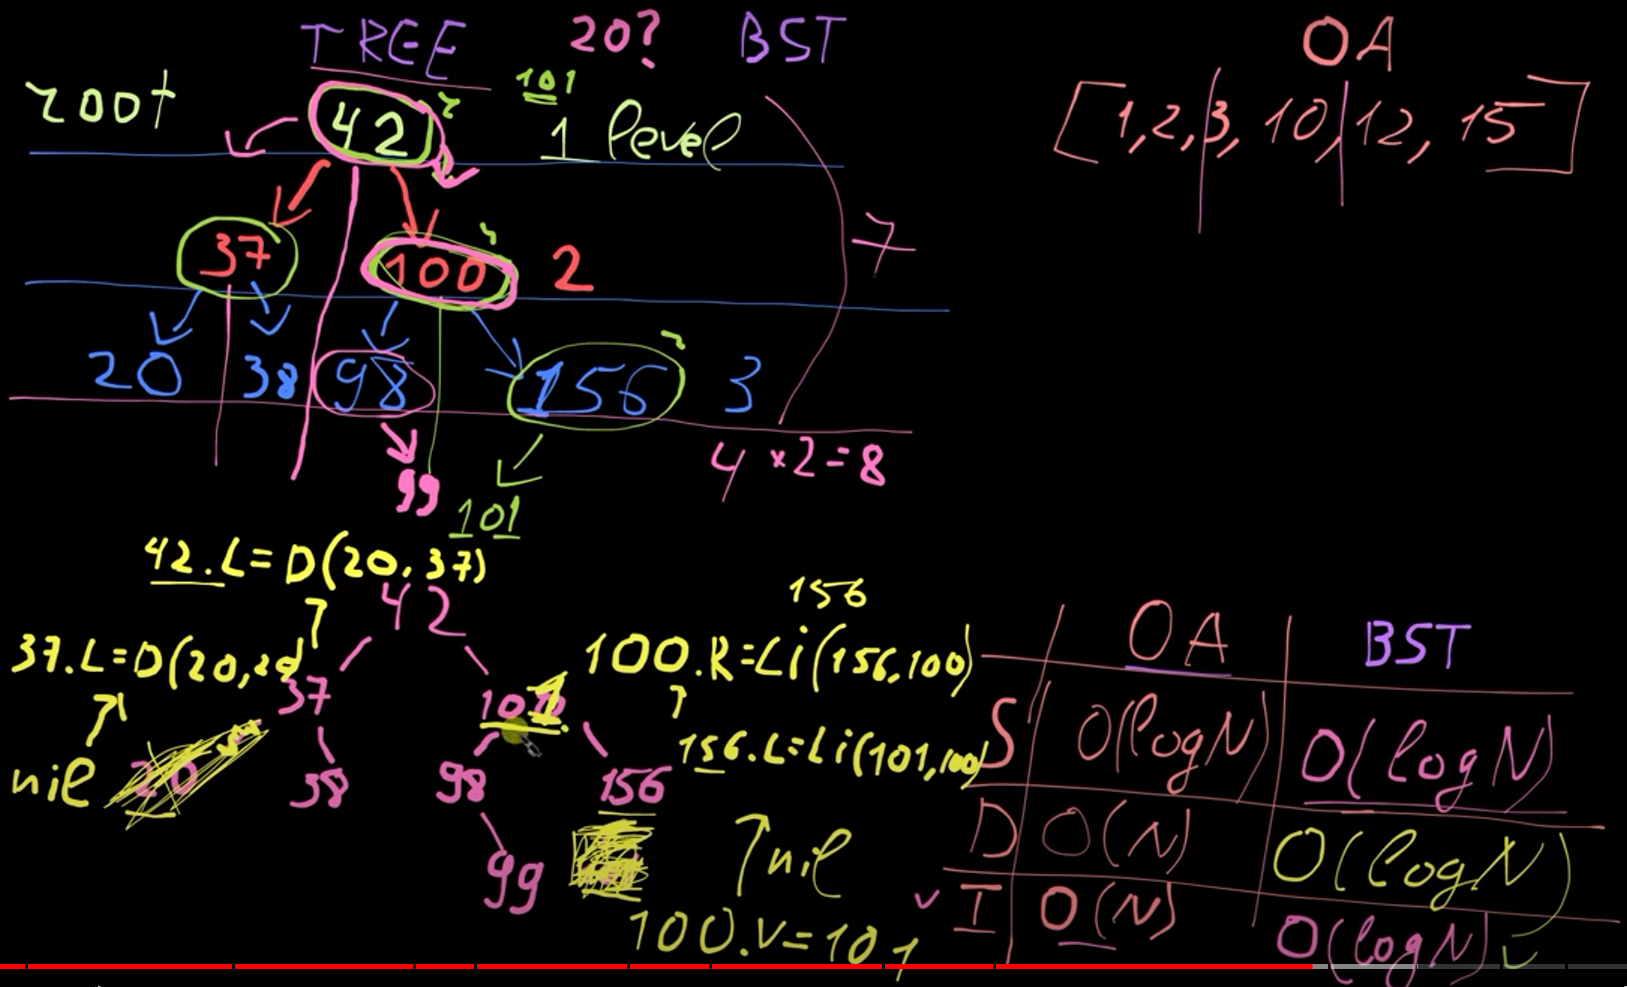 TREE 20? BST
OA
root 42 101 1 level
[1,2,3, 10, 12, 15]
37 100 2 7
20 38 98 156 3
4 × 2 = 8
99 101
42.L= D(20, 37)
42 156
37.L=D(20,20)
37 100.R=Li(156,100)
101
156.L=Li(101,100)
nil 20 38 98 156
99 nil
100.V=101
OA BST
S O(logN) O(logN)
D O(N) O(logN)
I O(N) O(logN)